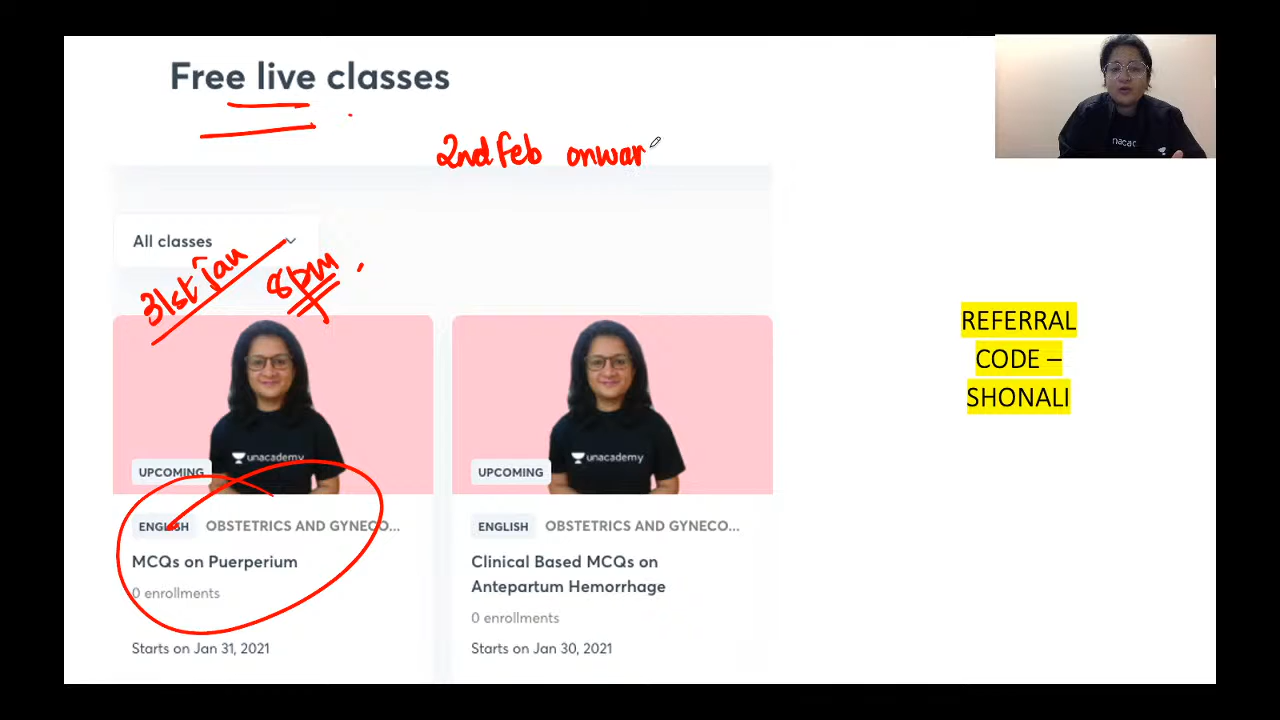 Free live classes
2nd Feb onwar
All classes
31st Jan 8pm.
unacademy
unacademy
UPCOMING
UPCOMING
ENGLISH OBSTETRICS AND GYNECO...
MCQs on Puerperium
0 enrollments
Starts on Jan 31, 2021
ENGLISH OBSTETRICS AND GYNECO...
Clinical Based MCQs on
Antepartum Hemorrhage
0 enrollments
Starts on Jan 30, 2021
REFERRAL
CODE –
SHONALI
nacad